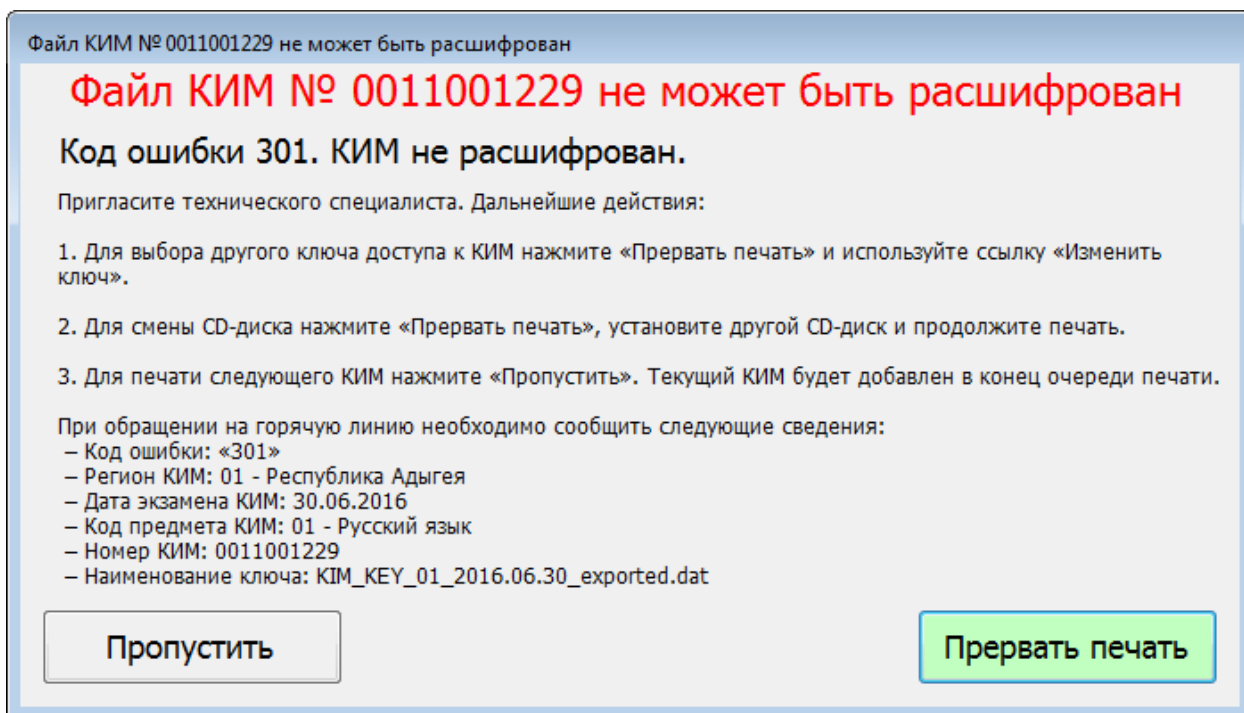 Файл КИМ № 0011001229 не может быть расшифрован
Файл КИМ № 0011001229 не может быть расшифрован
Код ошибки 301. КИМ не расшифрован.
Пригласите технического специалиста. Дальнейшие действия:
1. Для выбора другого ключа доступа к КИМ нажмите «Прервать печать» и используйте ссылку «Изменить
ключ».
2. Для смены CD-диска нажмите «Прервать печать», установите другой CD-диск и продолжите печать.
3. Для печати следующего КИМ нажмите «Пропустить». Текущий КИМ будет добавлен в конец очереди печати.
При обращении на горячую линию необходимо сообщить следующие сведения:
– Код ошибки: «301»
– Регион КИМ: 01 - Республика Адыгея
– Дата экзамена КИМ: 30.06.2016
– Код предмета КИМ: 01 - Русский язык
– Номер КИМ: 0011001229
– Наименование ключа: KIM_KEY_01_2016.06.30_exported.dat
Пропустить
Прервать печать